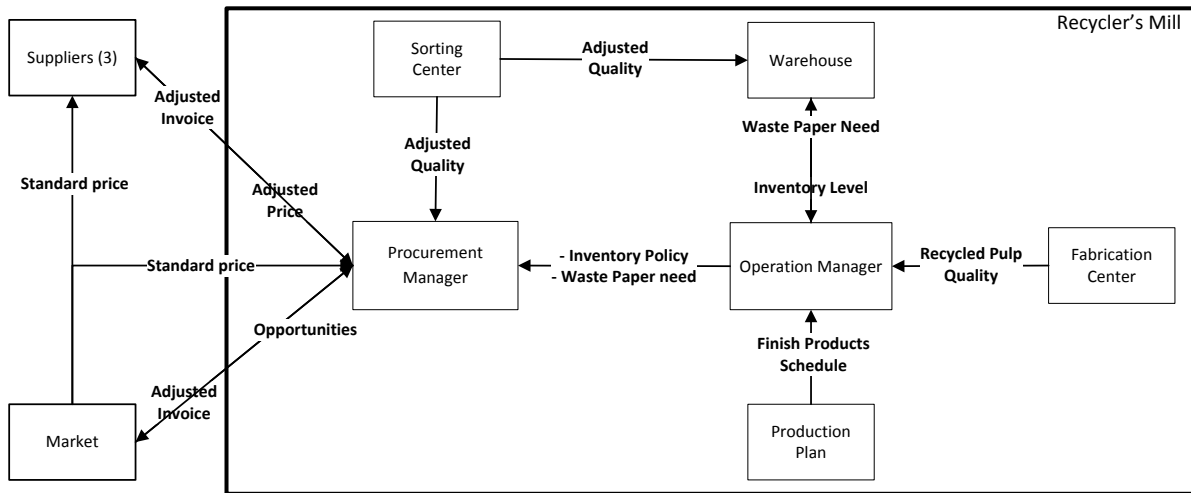 Recycler’s Mill
Suppliers (3)
Sorting
Center
Adjusted
Quality
Warehouse
Adjusted
Invoice
Waste Paper Need
Adjusted
Quality
Standard price
Adjusted
Price
Inventory Level
Procurement
Manager
Standard price
- Inventory Policy
- Waste Paper need
Operation Manager
Recycled Pulp
Quality
Fabrication
Center
Opportunities
Finish Products
Schedule
Adjusted
Invoice
Market
Production
Plan